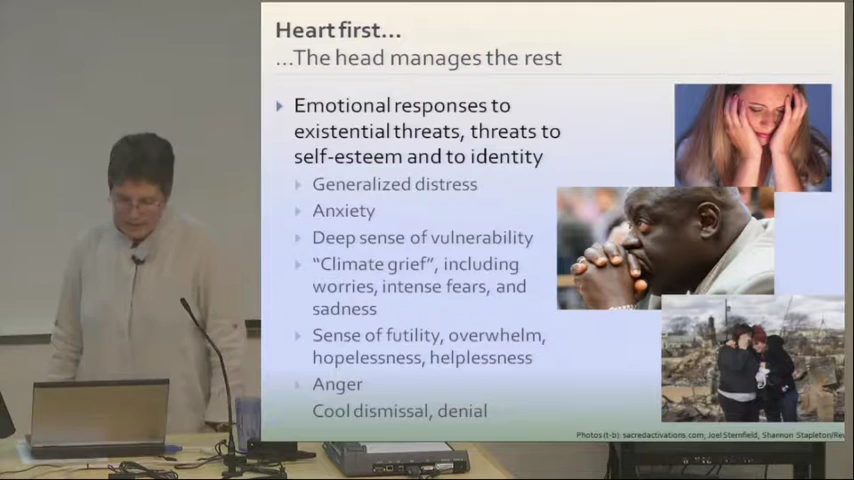 Heart first…
…The head manages the rest
Emotional responses to
existential threats, threats to
self-esteem and to identity
Generalized distress
Anxiety
Deep sense of vulnerability
“Climate grief”, including
worries, intense fears, and
sadness
Sense of futility, overwhelm,
hopelessness, helplessness
Anger
Cool dismissal, denial
Photos (t-b): sacredactivations.com; Joel Sternfield, Shannon Stapleton/Re